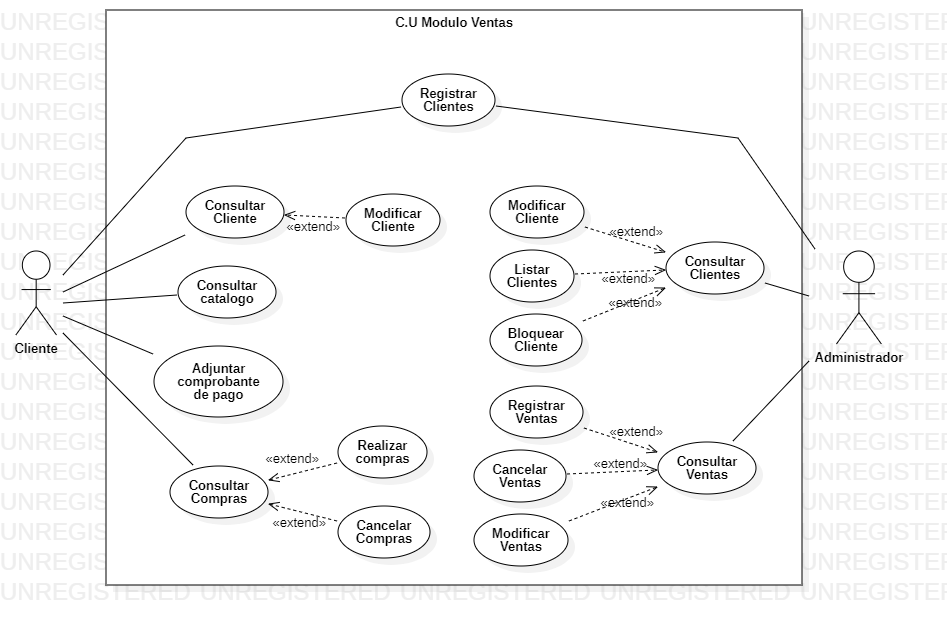 C.U Modulo Ventas
Registrar
Clientes
Consultar
Cliente
«extend»
Modificar
Cliente
Modificar
Cliente
«extend»
Consultar
Clientes
Listar
Clientes
«extend»
Consultar
catalogo
Bloquear
Cliente
«extend»
Cliente
Administrador
Adjuntar
comprobante
de pago
Registrar
Ventas
«extend»
Consultar
Ventas
Cancelar
Ventas
«extend»
Modificar
Ventas
«extend»
Realizar
compras
«extend»
Consultar
Compras
«extend»
Cancelar
Compras
UNREGISTERED UNREGISTERED UNREGISTERED UNREGISTERED UNREGISTER